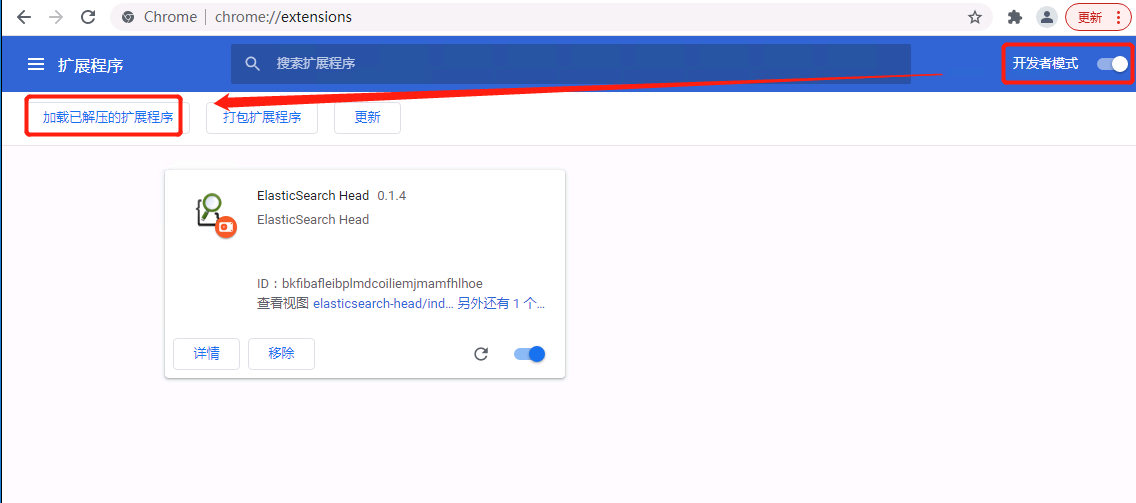 Chrome | chrome://extensions
更新
扩展程序
搜索扩展程序
开发者模式
加载已解压的扩展程序
打包扩展程序
更新
ElasticSearch Head 0.1.4
ElasticSearch Head
ID：bkfibafleibplmdcoiliemjmamfhlhoe
查看视图 elasticsearch-head/ind... 另外还有 1 个...
详情
移除